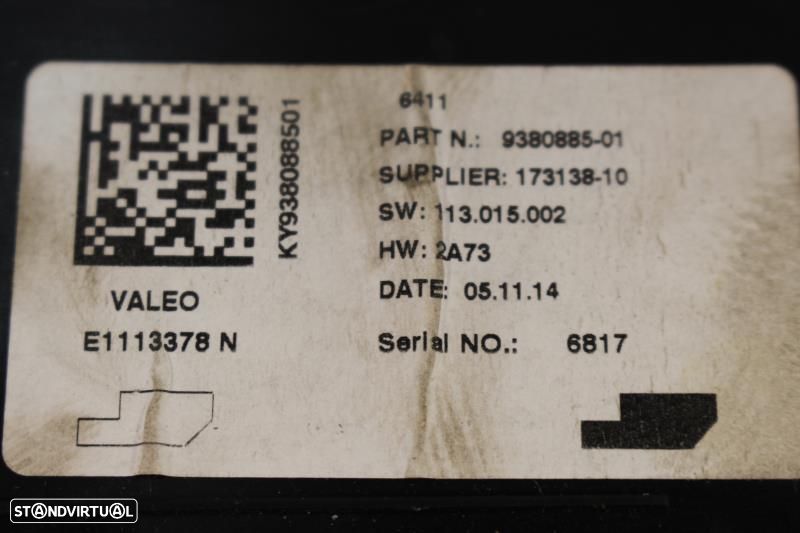 6411
PART N.: 9380885-01
SUPPLIER: 173138-10
SW: 113.015.002
HW: 2A73
DATE: 05.11.14
Serial NO.: 6817
KY938088501
VALEO
E1113378 N
STANDVIRTUAL